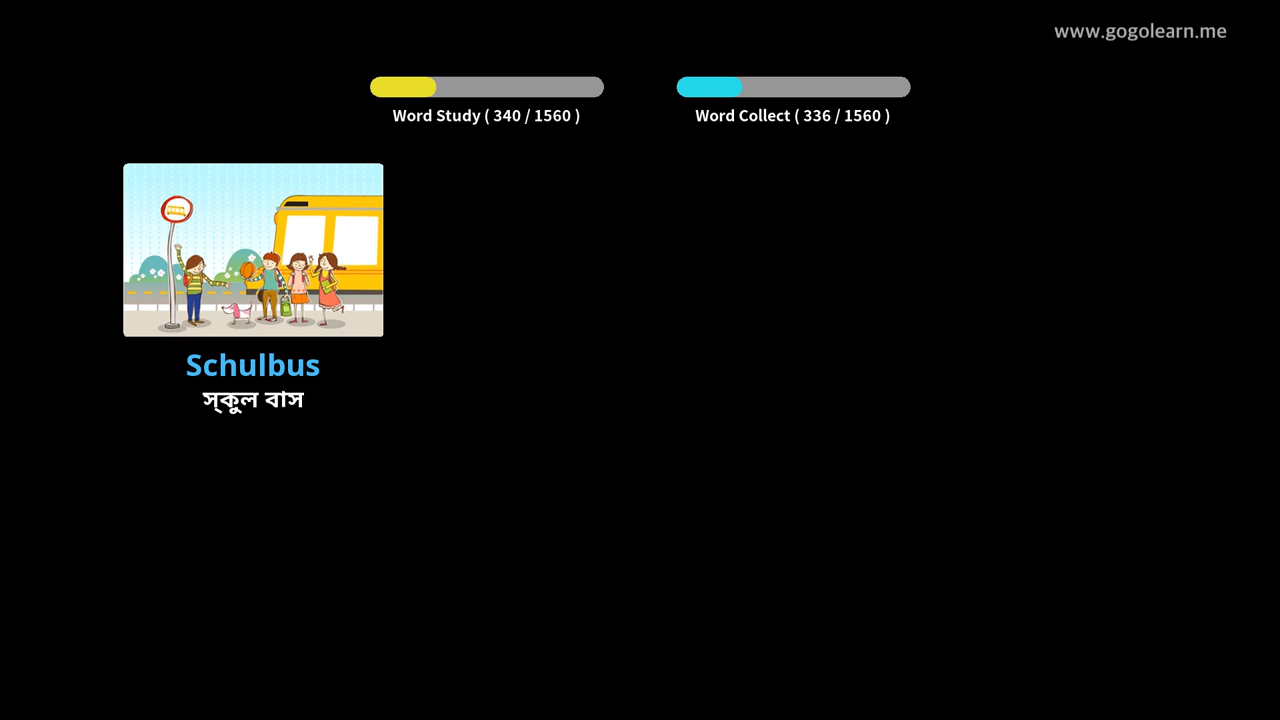 www.gogolearn.me
Word Study ( 340 / 1560 )
Word Collect ( 336 / 1560 )
Schulbus
স্কুল বাস